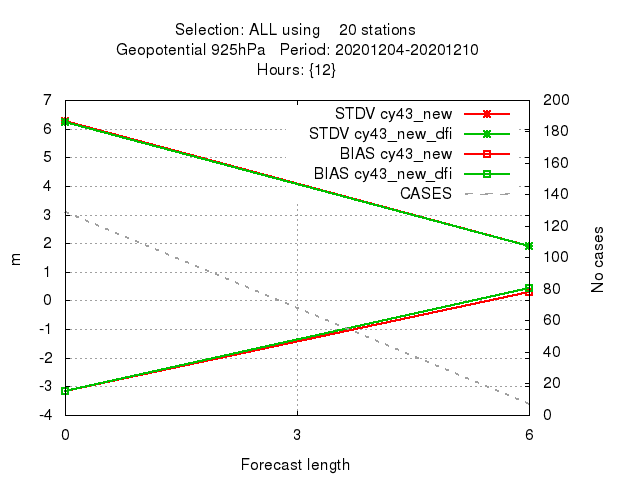 Selection: ALL using    20 stations
Geopotential 925hPa   Period: 20201204-20201210
Hours: {12}
STDV cy43_new
STDV cy43_new_dfi
BIAS cy43_new
BIAS cy43_new_dfi
CASES
7
6
5
4
3
2
1
0
-1
-2
-3
-4
m
200
180
160
140
120
100
80
60
40
20
0
No cases
0
3
6
Forecast length